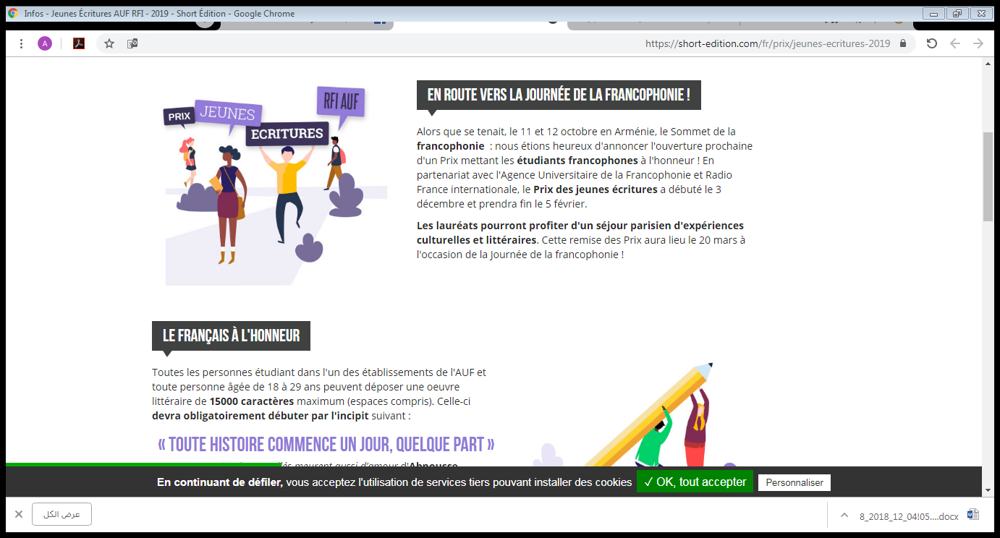 Infos - Jeunes Écritures AUF RFI - 2019 - Short Édition - Google Chrome
A
https://short-edition.com/fr/prix/jeunes-ecritures-2019
PRIX
JEUNES
ECRITURES
RFI AUF
EN ROUTE VERS LA JOURNÉE DE LA FRANCOPHONIE !
Alors que se tenait, le 11 et 12 octobre en Arménie, le Sommet de la
francophonie : nous étions heureux d'annoncer l'ouverture prochaine
d'un Prix mettant les étudiants francophones à l'honneur ! En
partenariat avec l'Agence Universitaire de la Francophonie et Radio
France internationale, le Prix des jeunes écritures a débuté le 3
décembre et prendra fin le 5 février.
Les lauréats pourront profiter d'un séjour parisien d'expériences
culturelles et littéraires. Cette remise des Prix aura lieu le 20 mars à
l'occasion de la Journée de la francophonie !
LE FRANÇAIS À L'HONNEUR
Toutes les personnes étudiant dans l'un des établissements de l'AUF et
toute personne âgée de 18 à 29 ans peuvent déposer une oeuvre
littéraire de 15000 caractères maximum (espaces compris). Celle-ci
devra obligatoirement débuter par l'incipit suivant :
« TOUTE HISTOIRE COMMENCE UN JOUR, QUELQUE PART »
meurent aussi d'amour d'Ahnousse
En continuant de défiler, vous acceptez l'utilisation de services tiers pouvant installer des cookies
✓ OK, tout accepter
Personnaliser
عرض الكل
8_2018_12_04!05....docx